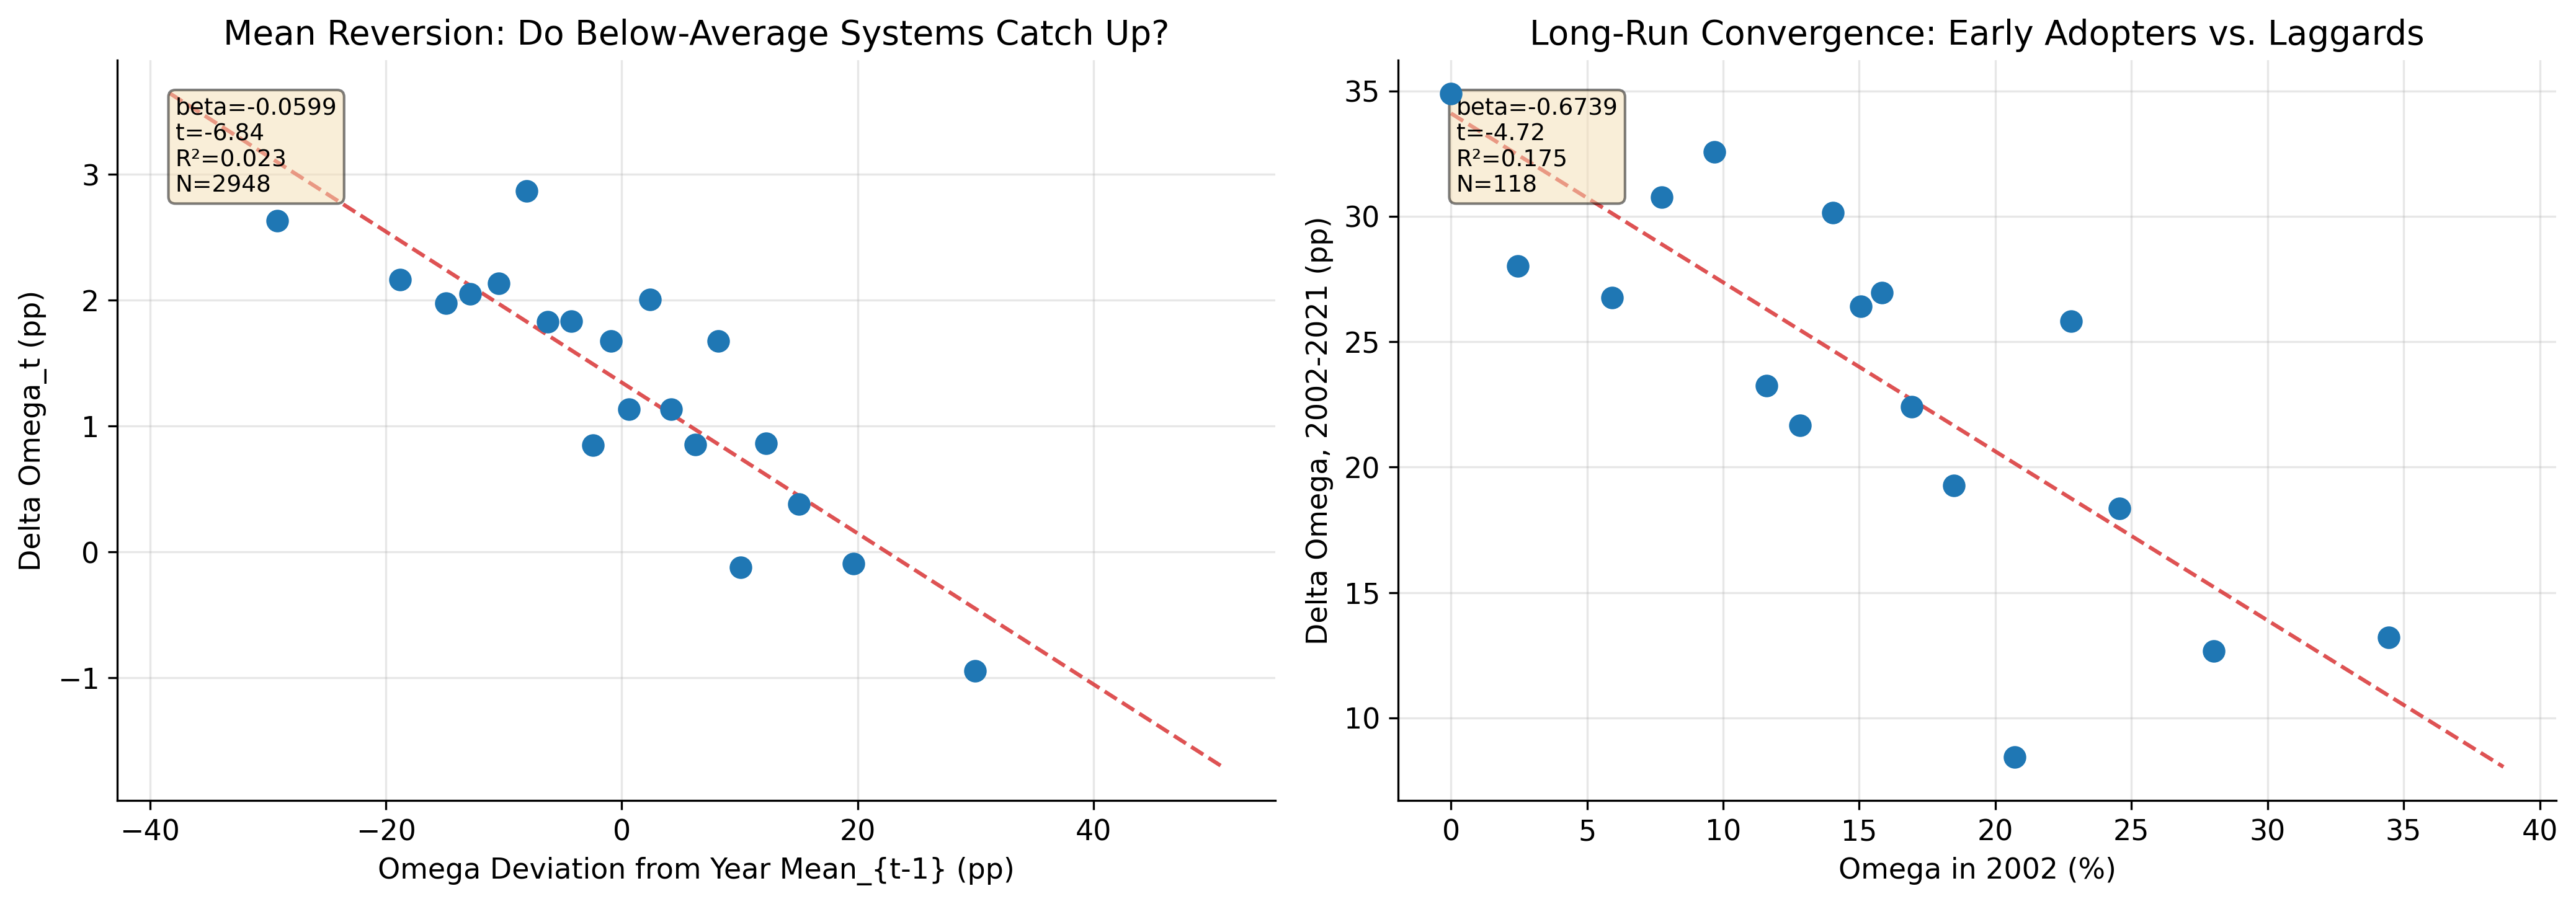 Mean Reversion: Do Below-Average Systems Catch Up?
beta=-0.0599
t=-6.84
R²=0.023
N=2948
Delta Omega_t (pp)
3
2
1
0
−1
−40
−20
0
20
40
Omega Deviation from Year Mean_{t-1} (pp)
Long-Run Convergence: Early Adopters vs. Laggards
beta=-0.6739
t=-4.72
R²=0.175
N=118
Delta Omega, 2002-2021 (pp)
35
30
25
20
15
10
0
5
10
15
20
25
30
35
40
Omega in 2002 (%)